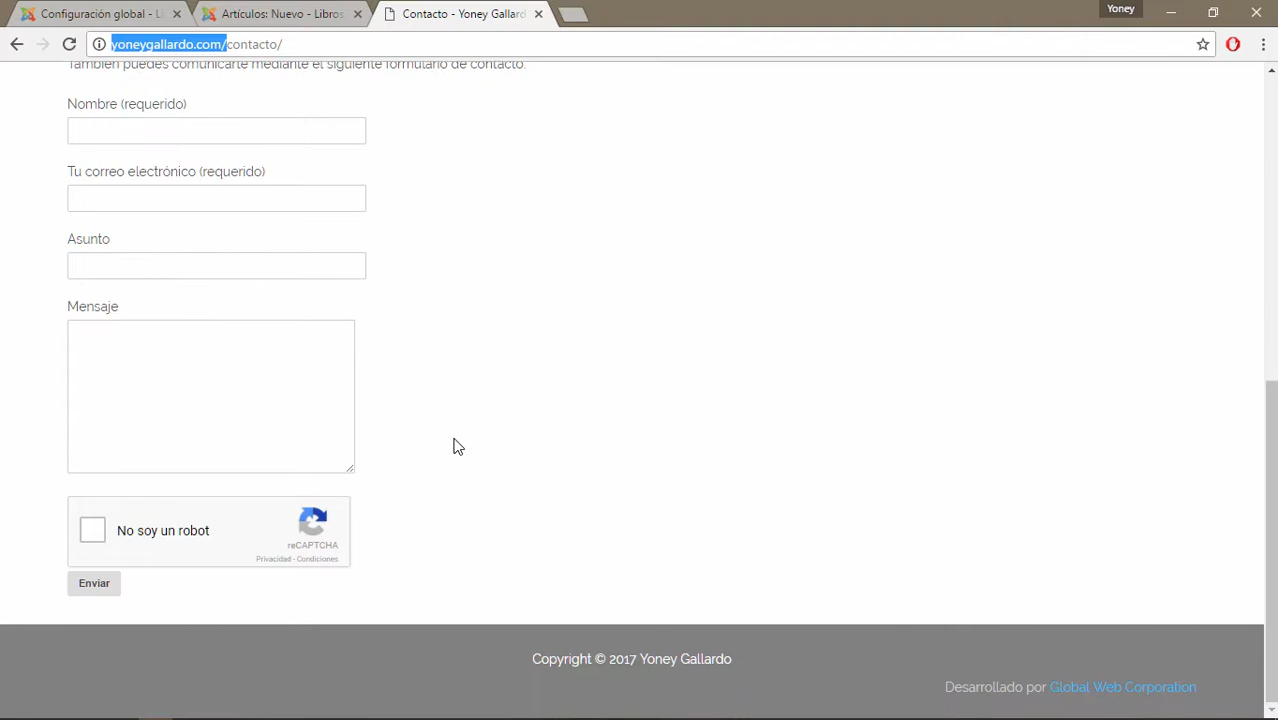 Configuración global - Li
Artículos: Nuevo - Libros
Contacto - Yoney Gallard
Yoney
yoneygallardo.com/contacto/
También puedes comunicarte mediante el siguiente formulario de contacto.
Nombre (requerido)
Tu correo electrónico (requerido)
Asunto
Mensaje
No soy un robot
reCAPTCHA
Privacidad - Condiciones
Enviar
Copyright © 2017 Yoney Gallardo
Desarrollado por Global Web Corporation